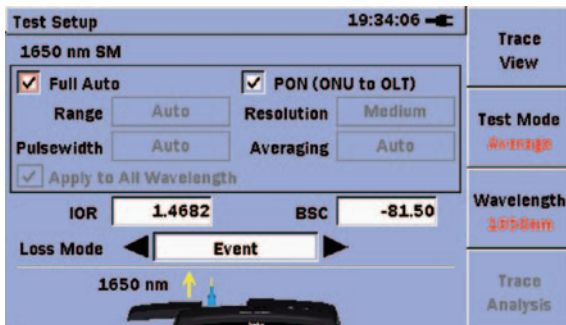 Test Setup 19:34:06
1650 nm SM
Full Auto PON (ONU to OLT)
Range Auto Resolution Medium
Pulsewidth Auto Averaging Auto
Apply to All Wavelength
IOR 1.4682 BSC -81.50
Loss Mode Event
1650 nm
Trace
View
Test Mode
Average
Wavelength
1650nm
Trace
Analysis